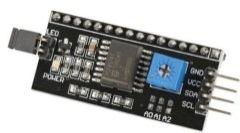 LED
POWER
GND
VCC
SDA
SCL
A0 A1 A2